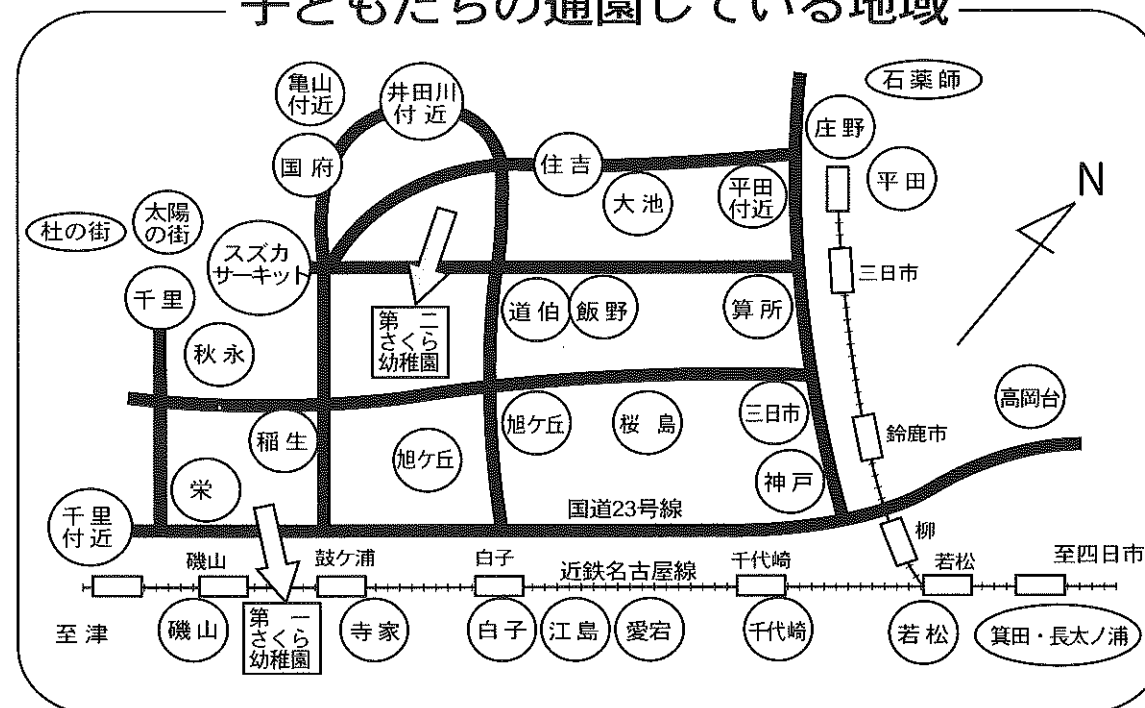 子どもたちの通園している地域
亀山
付近
井田川
付近
石薬師
庄野
国府
住吉
平田
N
大池
平田
付近
杜の街
太陽
の街
スズカ
サーキット
三日市
千里
道伯
飯野
算所
第二
さくら
幼稚園
秋永
高岡台
稲生
旭ケ丘
旭ケ丘
桜島
三日市
鈴鹿市
栄
神戸
国道23号線
千里
付近
柳
磯山
鼓ケ浦
白子
近鉄名古屋線
千代崎
若松
至四日市
至津
磯山
第一
さくら
幼稚園
寺家
白子
江島
愛宕
千代崎
若松
箕田・長太ノ浦